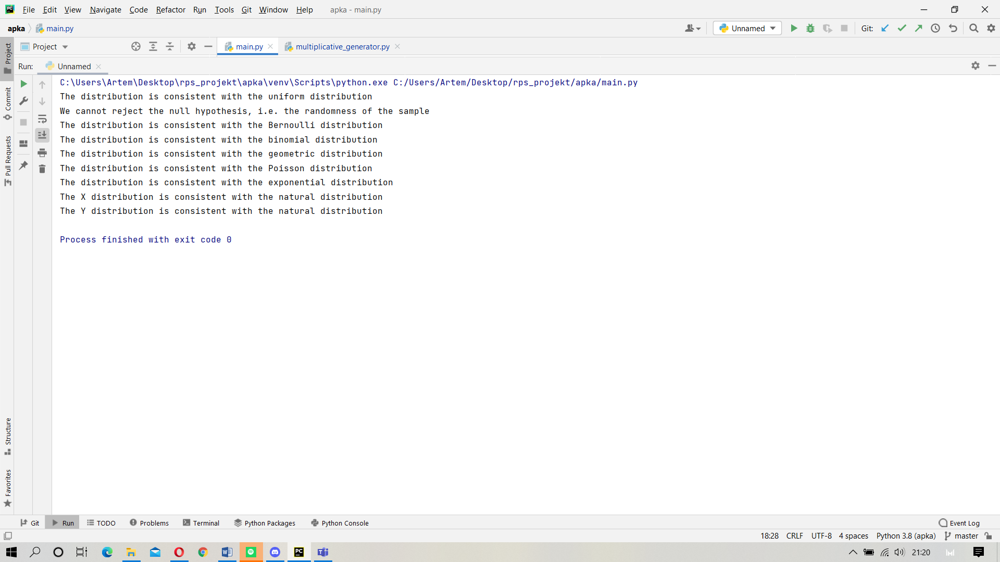 File Edit View Navigate Code Refactor Run Tools Git Window Help apka - main.py
apka main.py Unnamed Git:
Project main.py multiplicative_generator.py
Run: Unnamed
C:\Users\Artem\Desktop\rps_projekt\apka\venv\Scripts\python.exe C:/Users/Artem/Desktop/rps_projekt/apka/main.py
The distribution is consistent with the uniform distribution
We cannot reject the null hypothesis, i.e. the randomness of the sample
The distribution is consistent with the Bernoulli distribution
The distribution is consistent with the binomial distribution
The distribution is consistent with the geometric distribution
The distribution is consistent with the Poisson distribution
The distribution is consistent with the exponential distribution
The X distribution is consistent with the natural distribution
The Y distribution is consistent with the natural distribution
Process finished with exit code 0
Project
Commit
Pull Requests
Structure
Favorites
Git Run TODO Problems Terminal Python Packages Python Console Event Log
18:28 CRLF UTF-8 4 spaces Python 3.8 (apka) master
21:20